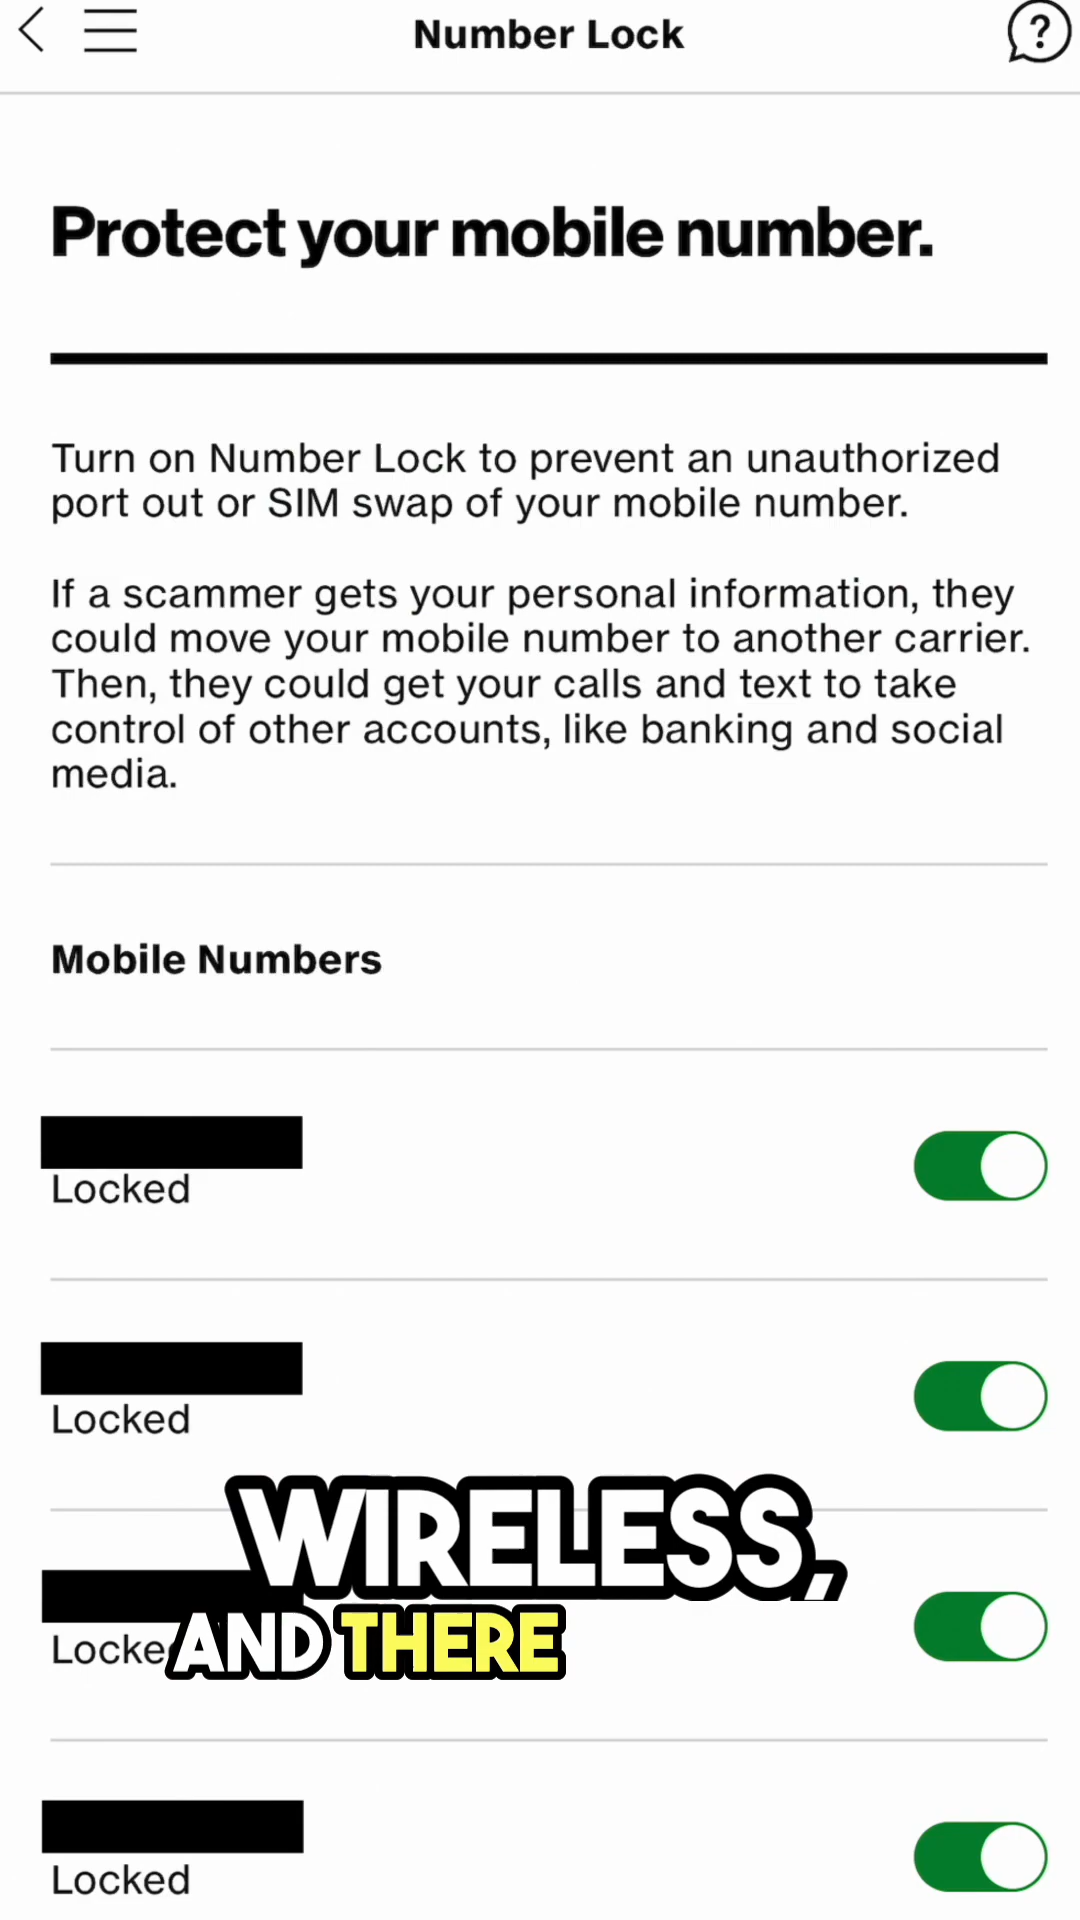 Number Lock
?
Protect your mobile number.
Turn on Number Lock to prevent an unauthorized
port out or SIM swap of your mobile number.
If a scammer gets your personal information, they
could move your mobile number to another carrier.
Then, they could get your calls and text to take
control of other accounts, like banking and social
media.
Mobile Numbers
Locked
Locked
WIRELESS,
AND THERE
Locked
Locked